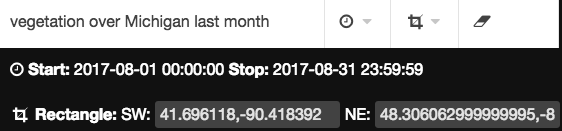 vegetation over Michigan last month
Start: 2017-08-01 00:00:00 Stop: 2017-08-31 23:59:59
Rectangle: SW: 41.696118,-90.418392 NE: 48.306062999999995,-8